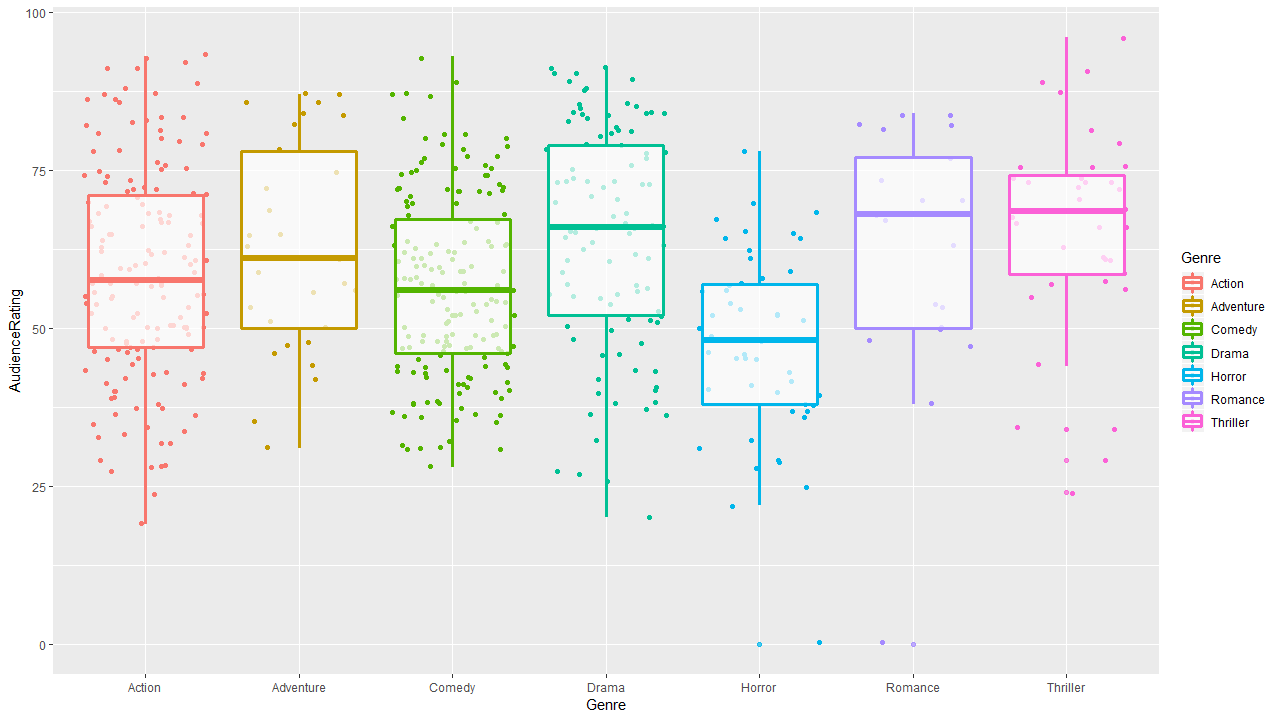 100
75
50
25
0
AudienceRating
Action Adventure Comedy Drama Horror Romance Thriller
Genre
Genre
Action
Adventure
Comedy
Drama
Horror
Romance
Thriller